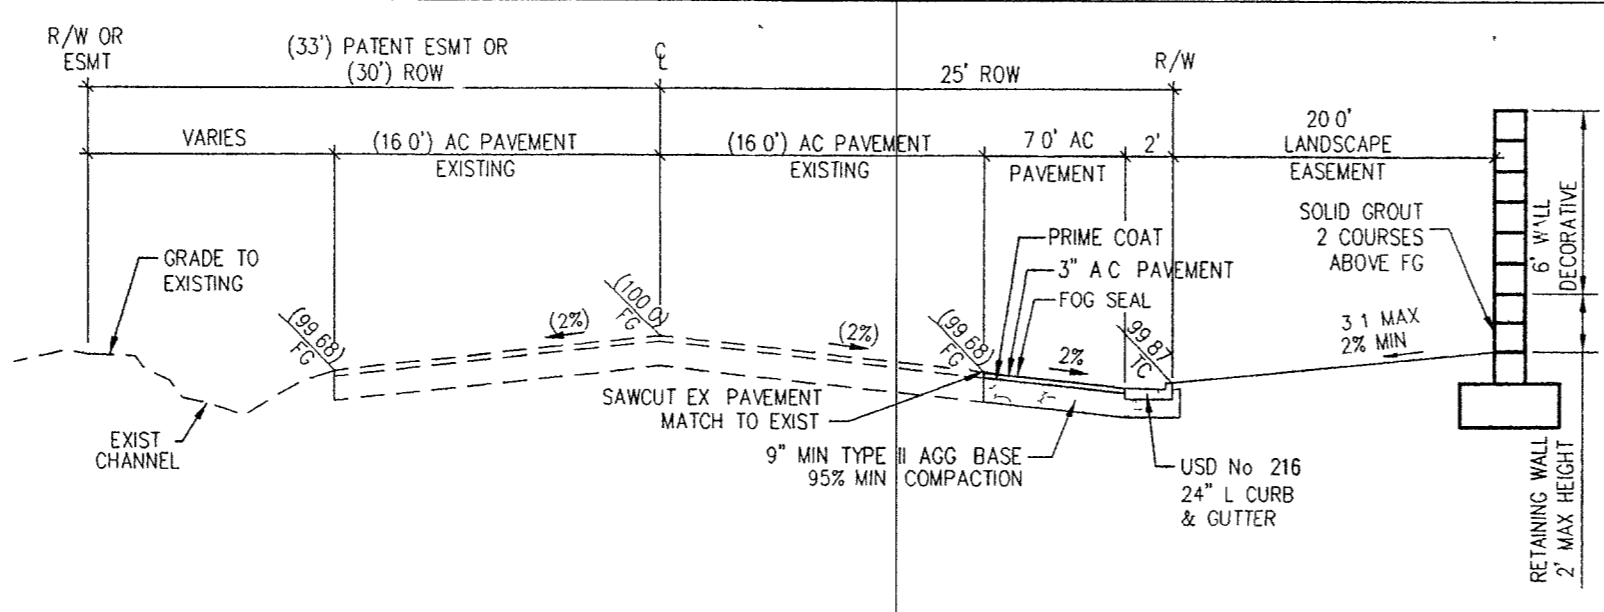 R/W OR
ESMT
(33') PATENT ESMT OR
(30') ROW
℄
25' ROW
R/W
VARIES
(16 0') AC PAVEMENT
EXISTING
(16 0') AC PAVEMENT
EXISTING
7 0' AC
PAVEMENT
2'
20 0'
LANDSCAPE
EASEMENT
SOLID GROUT
2 COURSES
ABOVE FG
6' WALL
DECORATIVE
GRADE TO
EXISTING
PRIME COAT
3" A C PAVEMENT
FOG SEAL
(99 68)
FG
(2%)
(100 0)
FG
(2%)
(99 68)
FG
2%
99 87
TC
3 1 MAX
2% MIN
SAWCUT EX PAVEMENT
MATCH TO EXIST
EXIST
CHANNEL
9" MIN TYPE II AGG BASE
95% MIN COMPACTION
USD No 216
24" L CURB
& GUTTER
RETAINING WALL
2' MAX HEIGHT